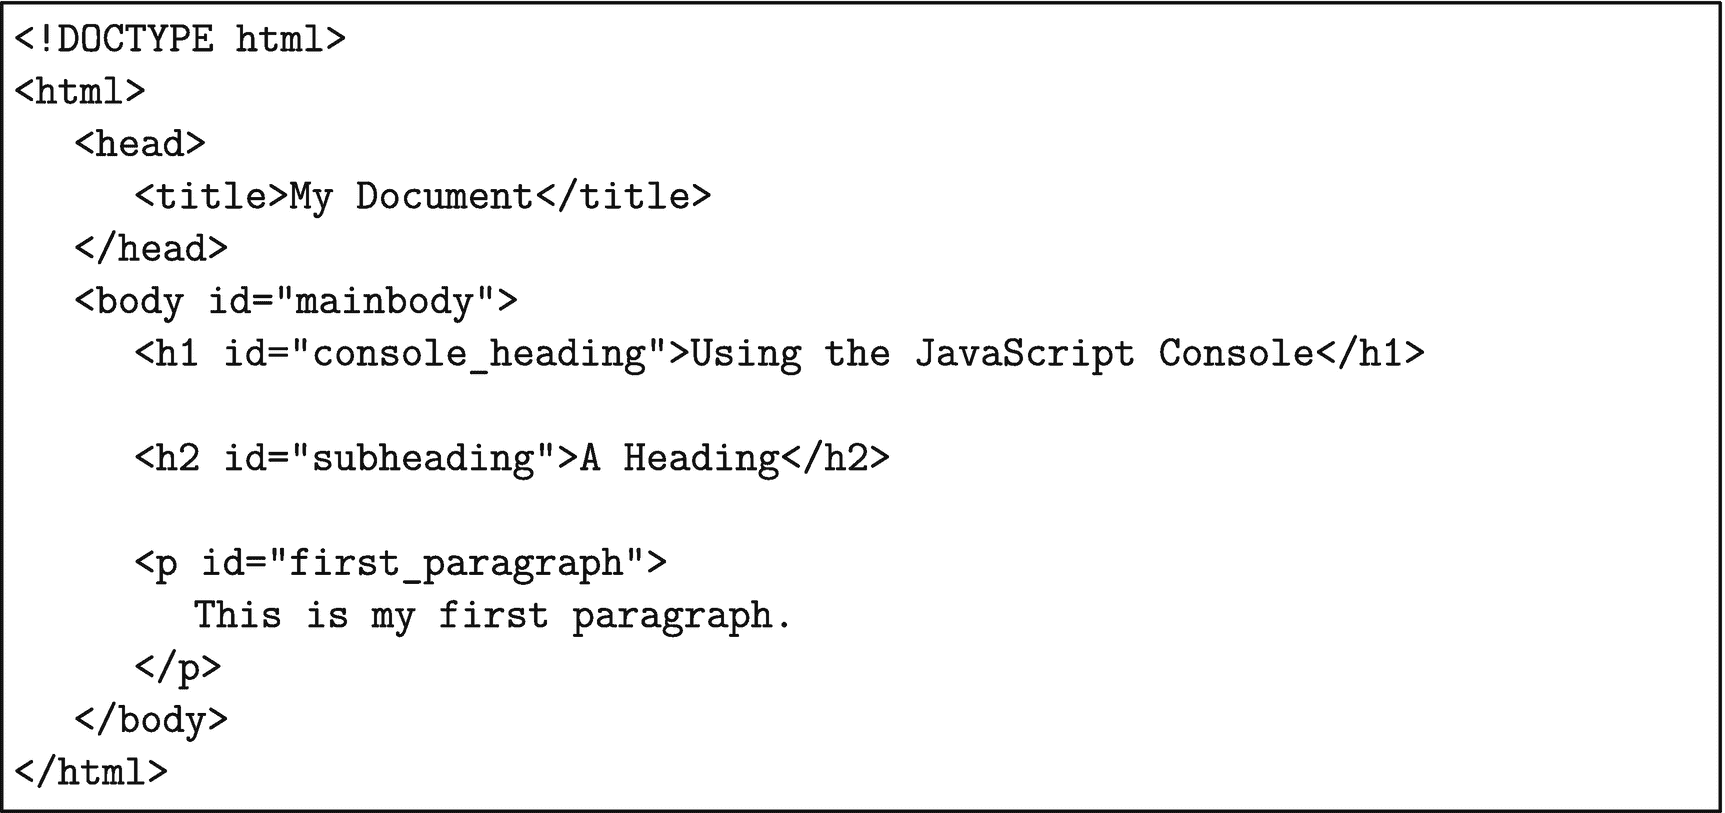 <!DOCTYPE html>
<html>
<head>
<title>My Document</title>
</head>
<body id="mainbody">
<h1 id="console_heading">Using the JavaScript Console</h1>
<h2 id="subheading">A Heading</h2>
<p id="first_paragraph">
This is my first paragraph.
</p>
</body>
</html>